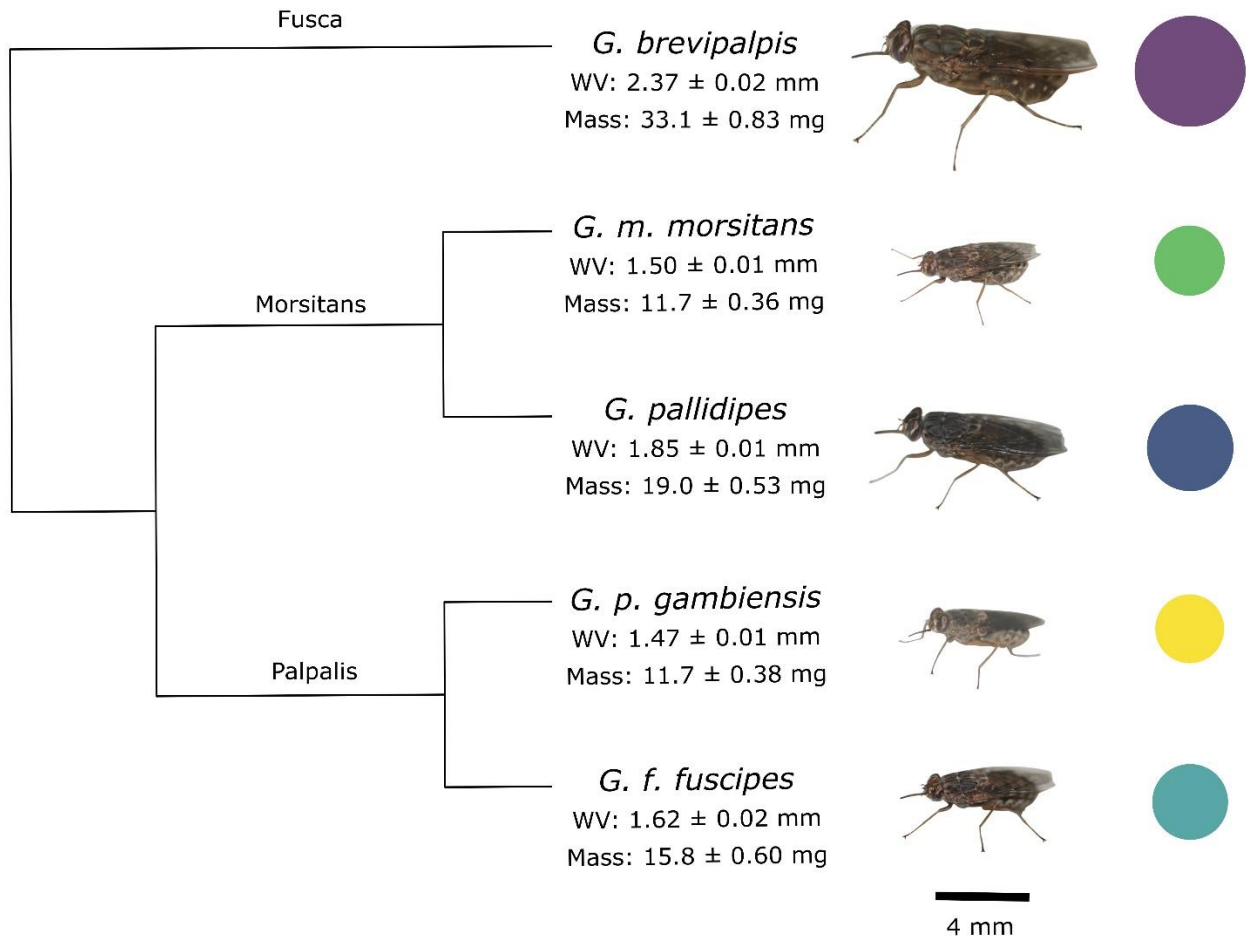 Fusca
G. brevipalpis
WV: 2.37 ± 0.02 mm
Mass: 33.1 ± 0.83 mg
G. m. morsitans
WV: 1.50 ± 0.01 mm
Mass: 11.7 ± 0.36 mg
Morsitans
G. pallidipes
WV: 1.85 ± 0.01 mm
Mass: 19.0 ± 0.53 mg
G. p. gambiensis
WV: 1.47 ± 0.01 mm
Mass: 11.7 ± 0.38 mg
Palpalis
G. f. fuscipes
WV: 1.62 ± 0.02 mm
Mass: 15.8 ± 0.60 mg
4 mm